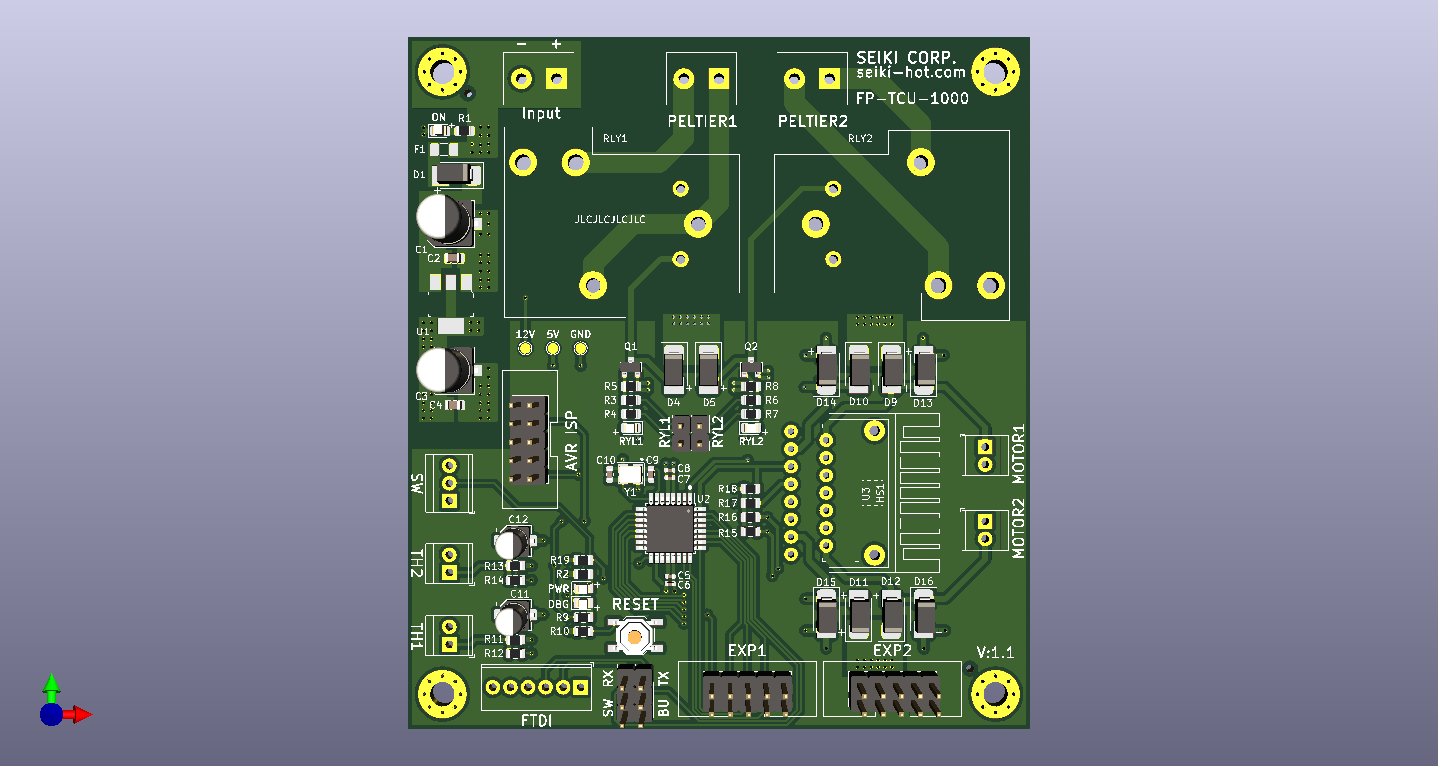 - +
Input
PELTIER1
PELTIER2
SEIKI CORP.
seiki-hot.com
FP-TCU-1000
ON
R1
F1
D1
+
C1
C2
U1
C3
C4
RLY1
RLY2
JLCJLCJLCJLC
12V
5V
GND
Q1
Q2
R5
R3
R4
RYL1
D4
D5
R8
R6
R7
RYL2
RYL1
RYL2
D14
D10
D9
D13
AVR ISP
SW
TH2
TH1
C12
R13
R14
C11
R11
R12
C10
C9
Y1
C8
C7
U2
R18
R17
R16
R15
U3
HS1
MOTOR1
MOTOR2
R19
R2
PWR
DBG
R9
R10
C5
C6
RESET
D15
D11
D12
D16
EXP1
EXP2
V:1.1
FTDI
RX
TX
SW
BU